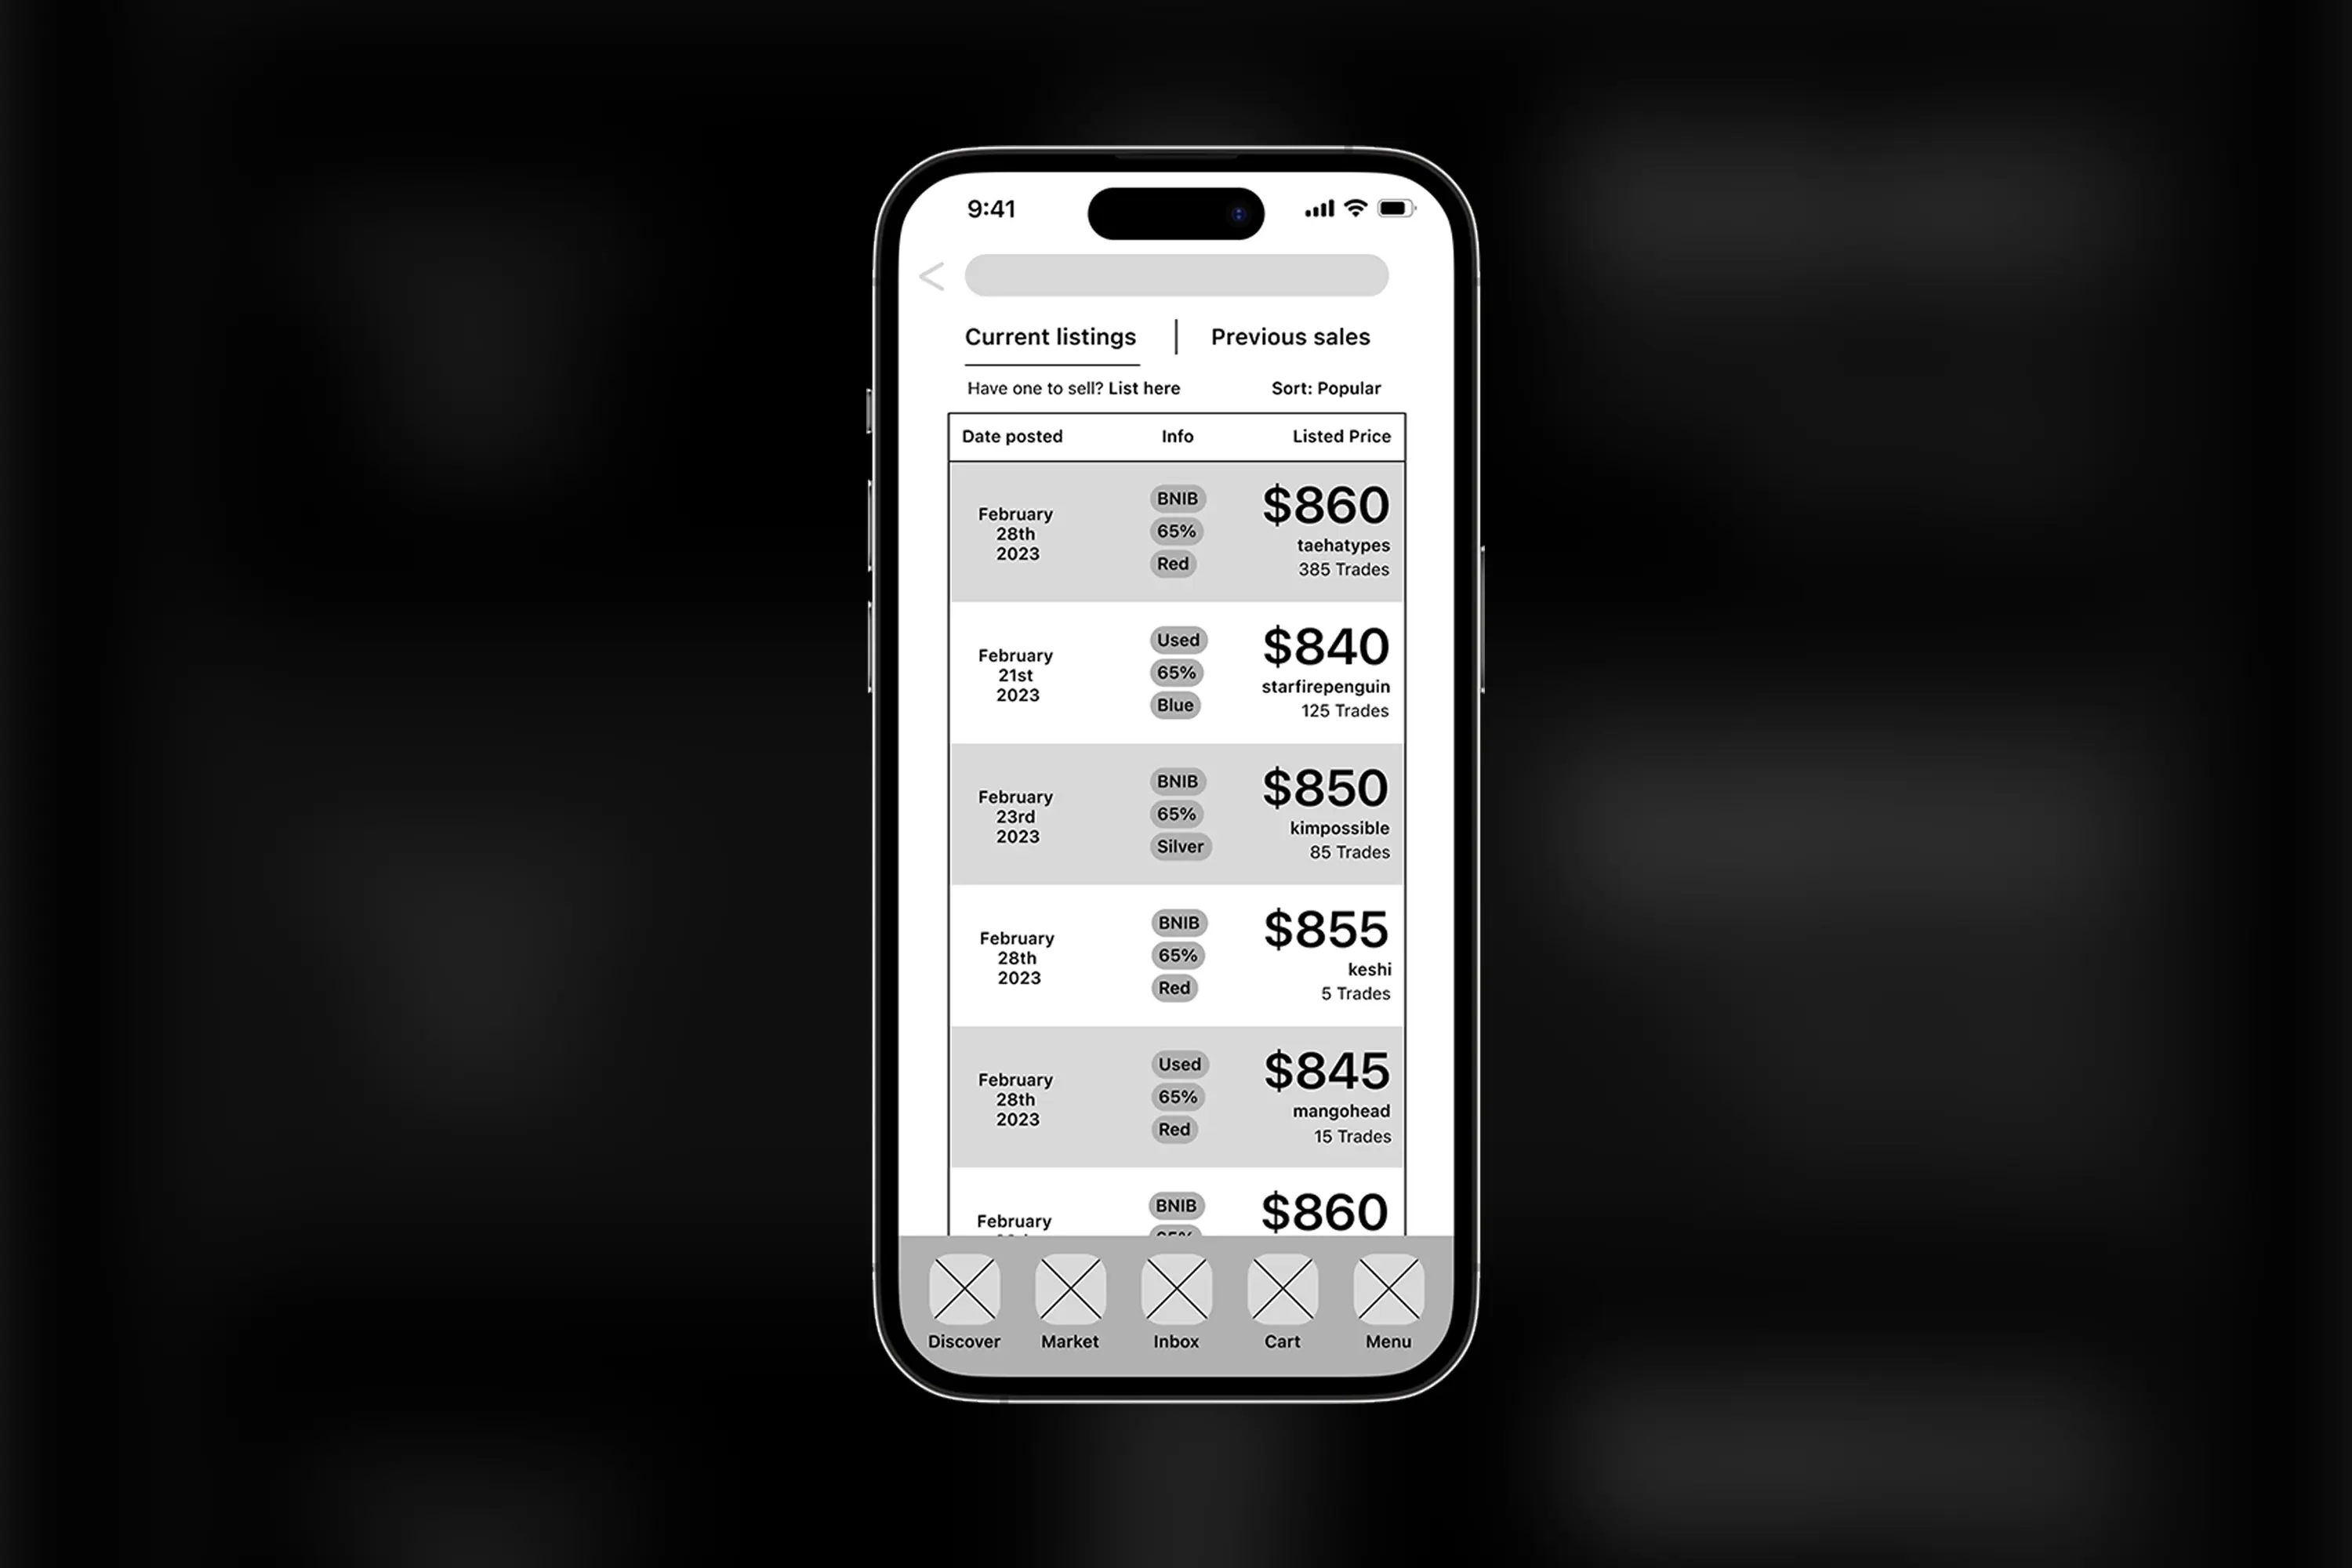 9:41
Current listings | Previous sales
Have one to sell? List here Sort: Popular
Date posted Info Listed Price
February
28th
2023
BNIB
65%
Red
$860
taehatypes
385 Trades
February
21st
2023
Used
65%
Blue
$840
starfirepenguin
125 Trades
February
23rd
2023
BNIB
65%
Silver
$850
kimpossible
85 Trades
February
28th
2023
BNIB
65%
Red
$855
keshi
5 Trades
February
28th
2023
Used
65%
Red
$845
mangohead
15 Trades
February
BNIB
$860
Discover Market Inbox Cart Menu